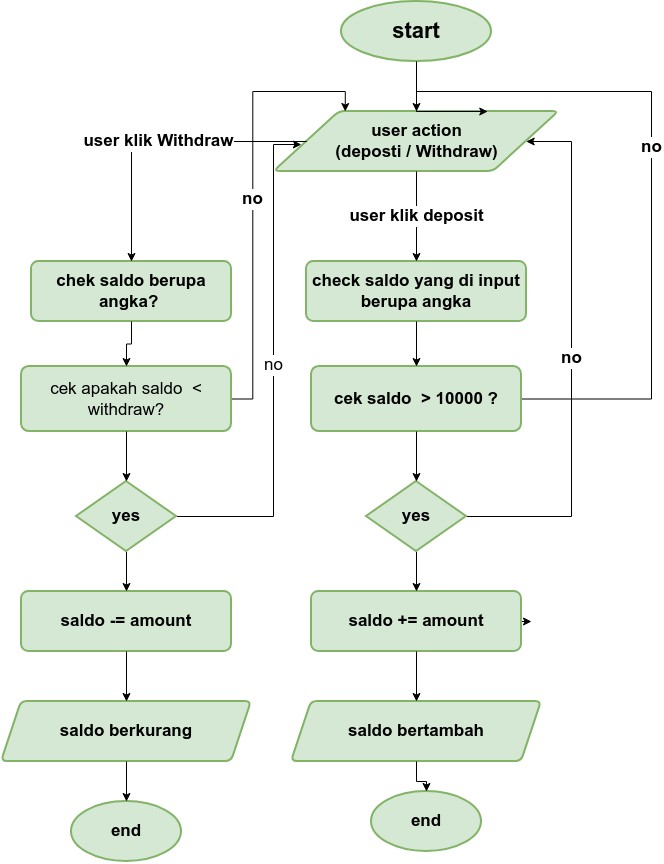 start
user action
(deposti / Withdraw)
user klik Withdraw
no
no
user klik deposit
chek saldo berupa
angka?
check saldo yang di input
berupa angka
no
no
cek apakah saldo <
withdraw?
cek saldo > 10000 ?
yes
yes
saldo -= amount
saldo += amount
saldo berkurang
saldo bertambah
end
end